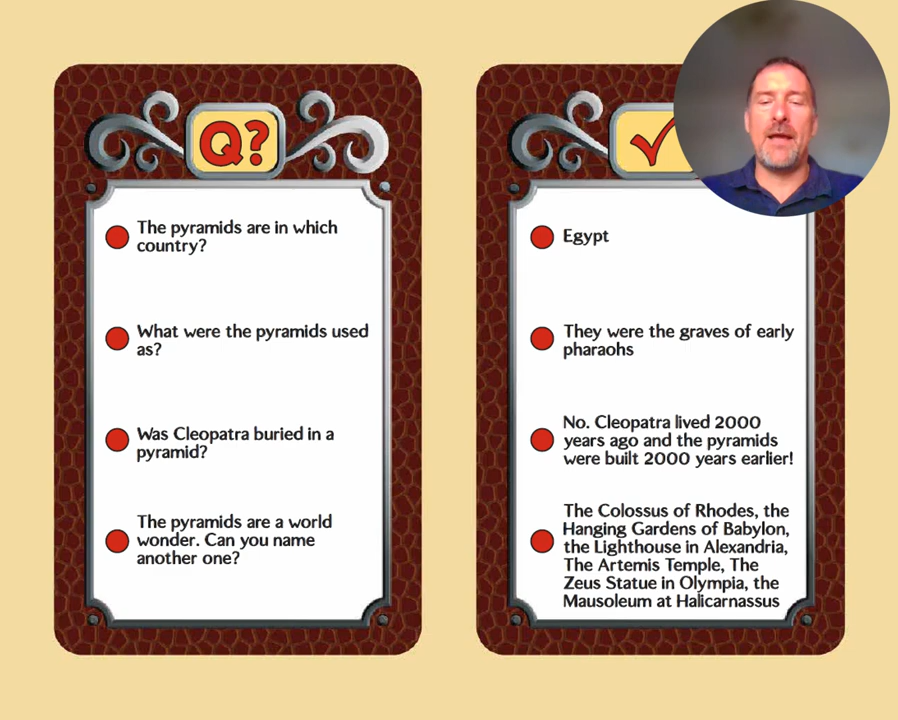 Q?
The pyramids are in which
country?
What were the pyramids used
as?
Was Cleopatra buried in a
pyramid?
The pyramids are a world
wonder. Can you name
another one?
Egypt
They were the graves of early
pharaohs
No. Cleopatra lived 2000
years ago and the pyramids
were built 2000 years earlier!
The Colossus of Rhodes, the
Hanging Gardens of Babylon,
the Lighthouse in Alexandria,
The Artemis Temple, The
Zeus Statue in Olympia, the
Mausoleum at Halicarnassus